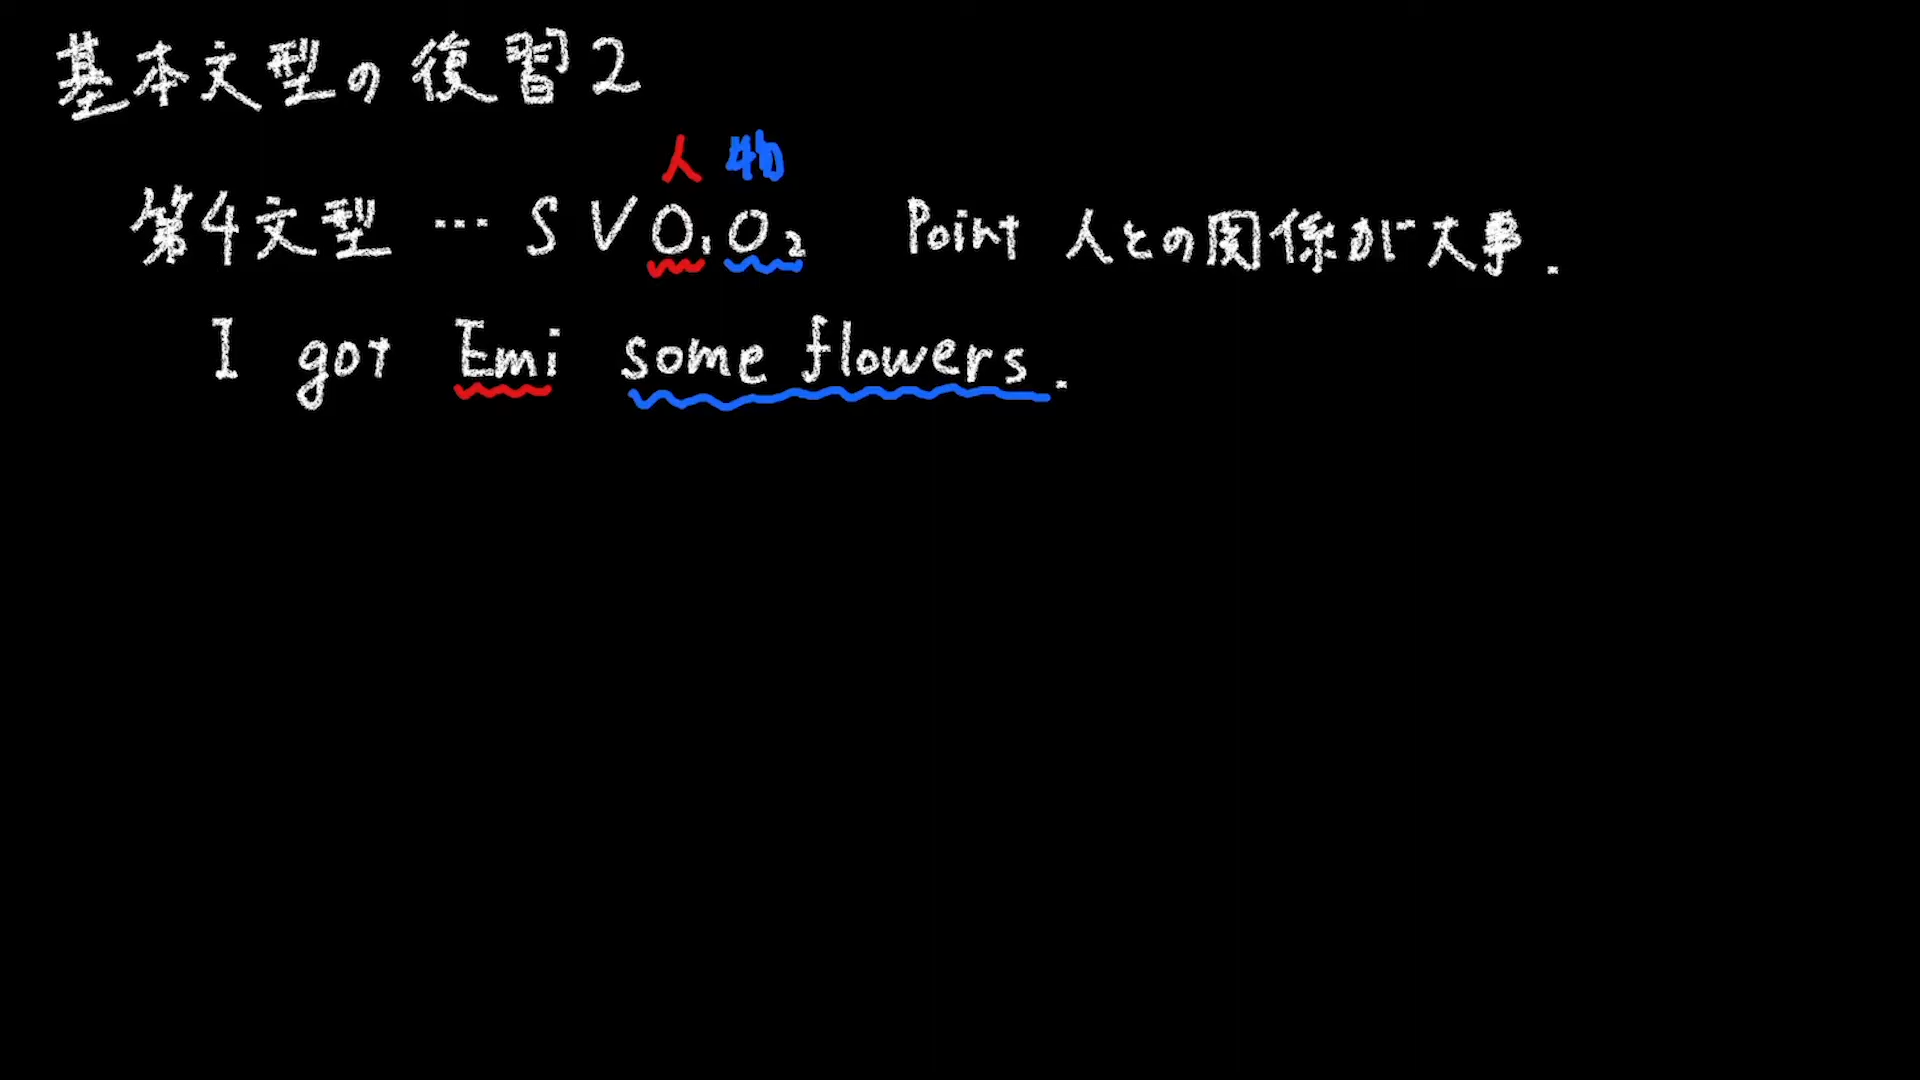 基本文型の復習2
人 物
第4文型 … S V O₁ O₂ Point 人との関係が大事.
I got Emi some flowers.